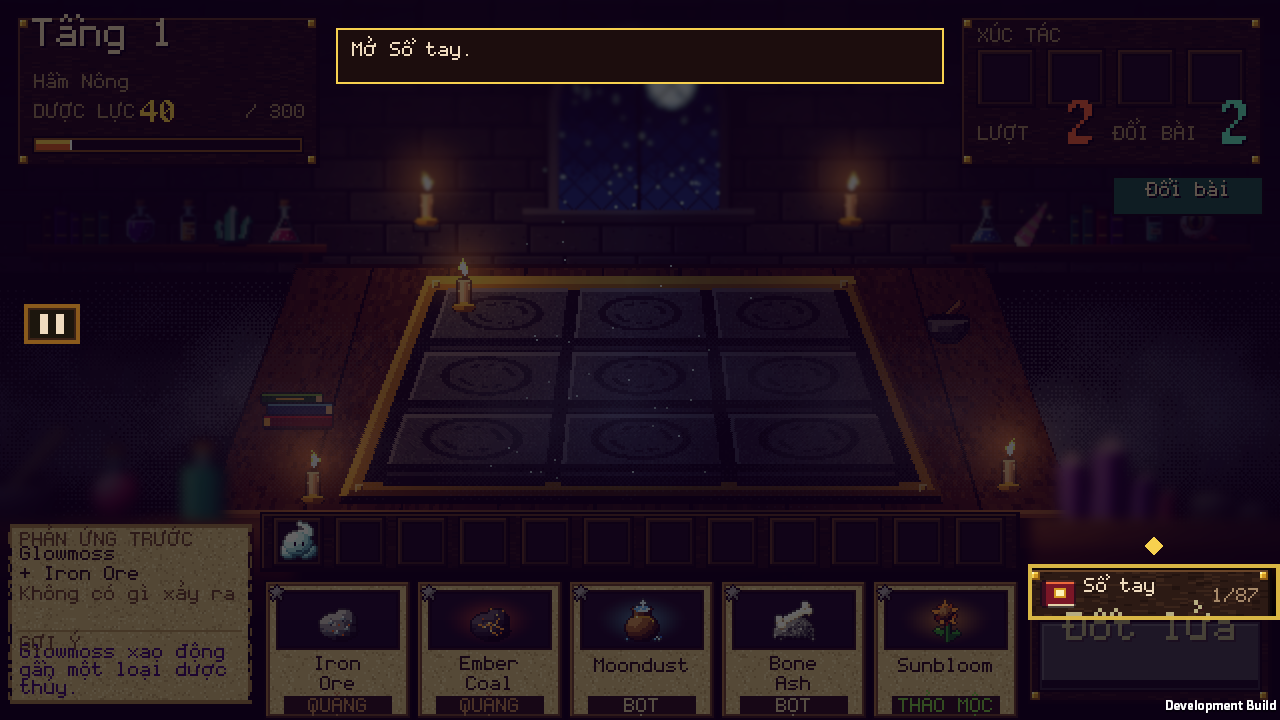 Tầng 1
Hầm Nông
DƯỢC LỰC 40 / 300
Mở Sổ tay.
XÚC TÁC
LƯỢT 2 ĐỔI BÀI 2
Đổi bài
PHẢN ỨNG TRƯỚC
Glowmoss
+ Iron Ore
Không có gì xảy ra
GỢI Ý
Glowmoss xao động
gần một loại dược
thủy.
Iron
Ore
QUẶNG
Ember
Coal
QUẶNG
Moondust
BỘT
Bone
Ash
BỘT
Sunbloom
THẢO MỘC
Sổ tay 1/87
Đốt lửa
Development Build